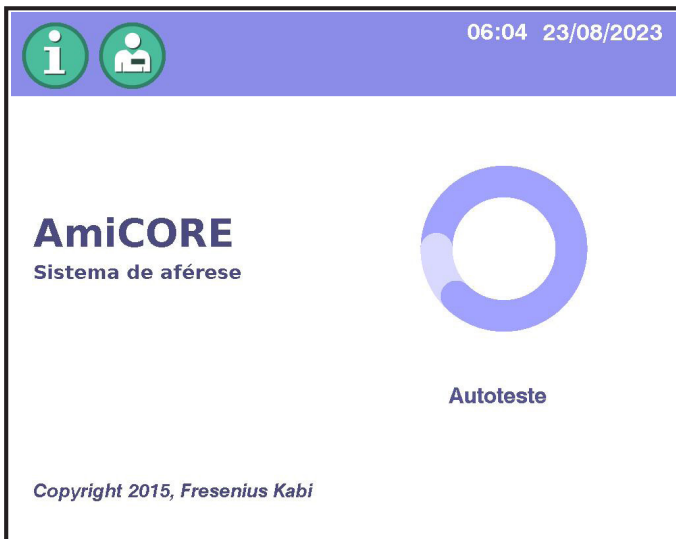 06:04 23/08/2023
AmiCORE
Sistema de aférese
Autoteste
Copyright 2015, Fresenius Kabi